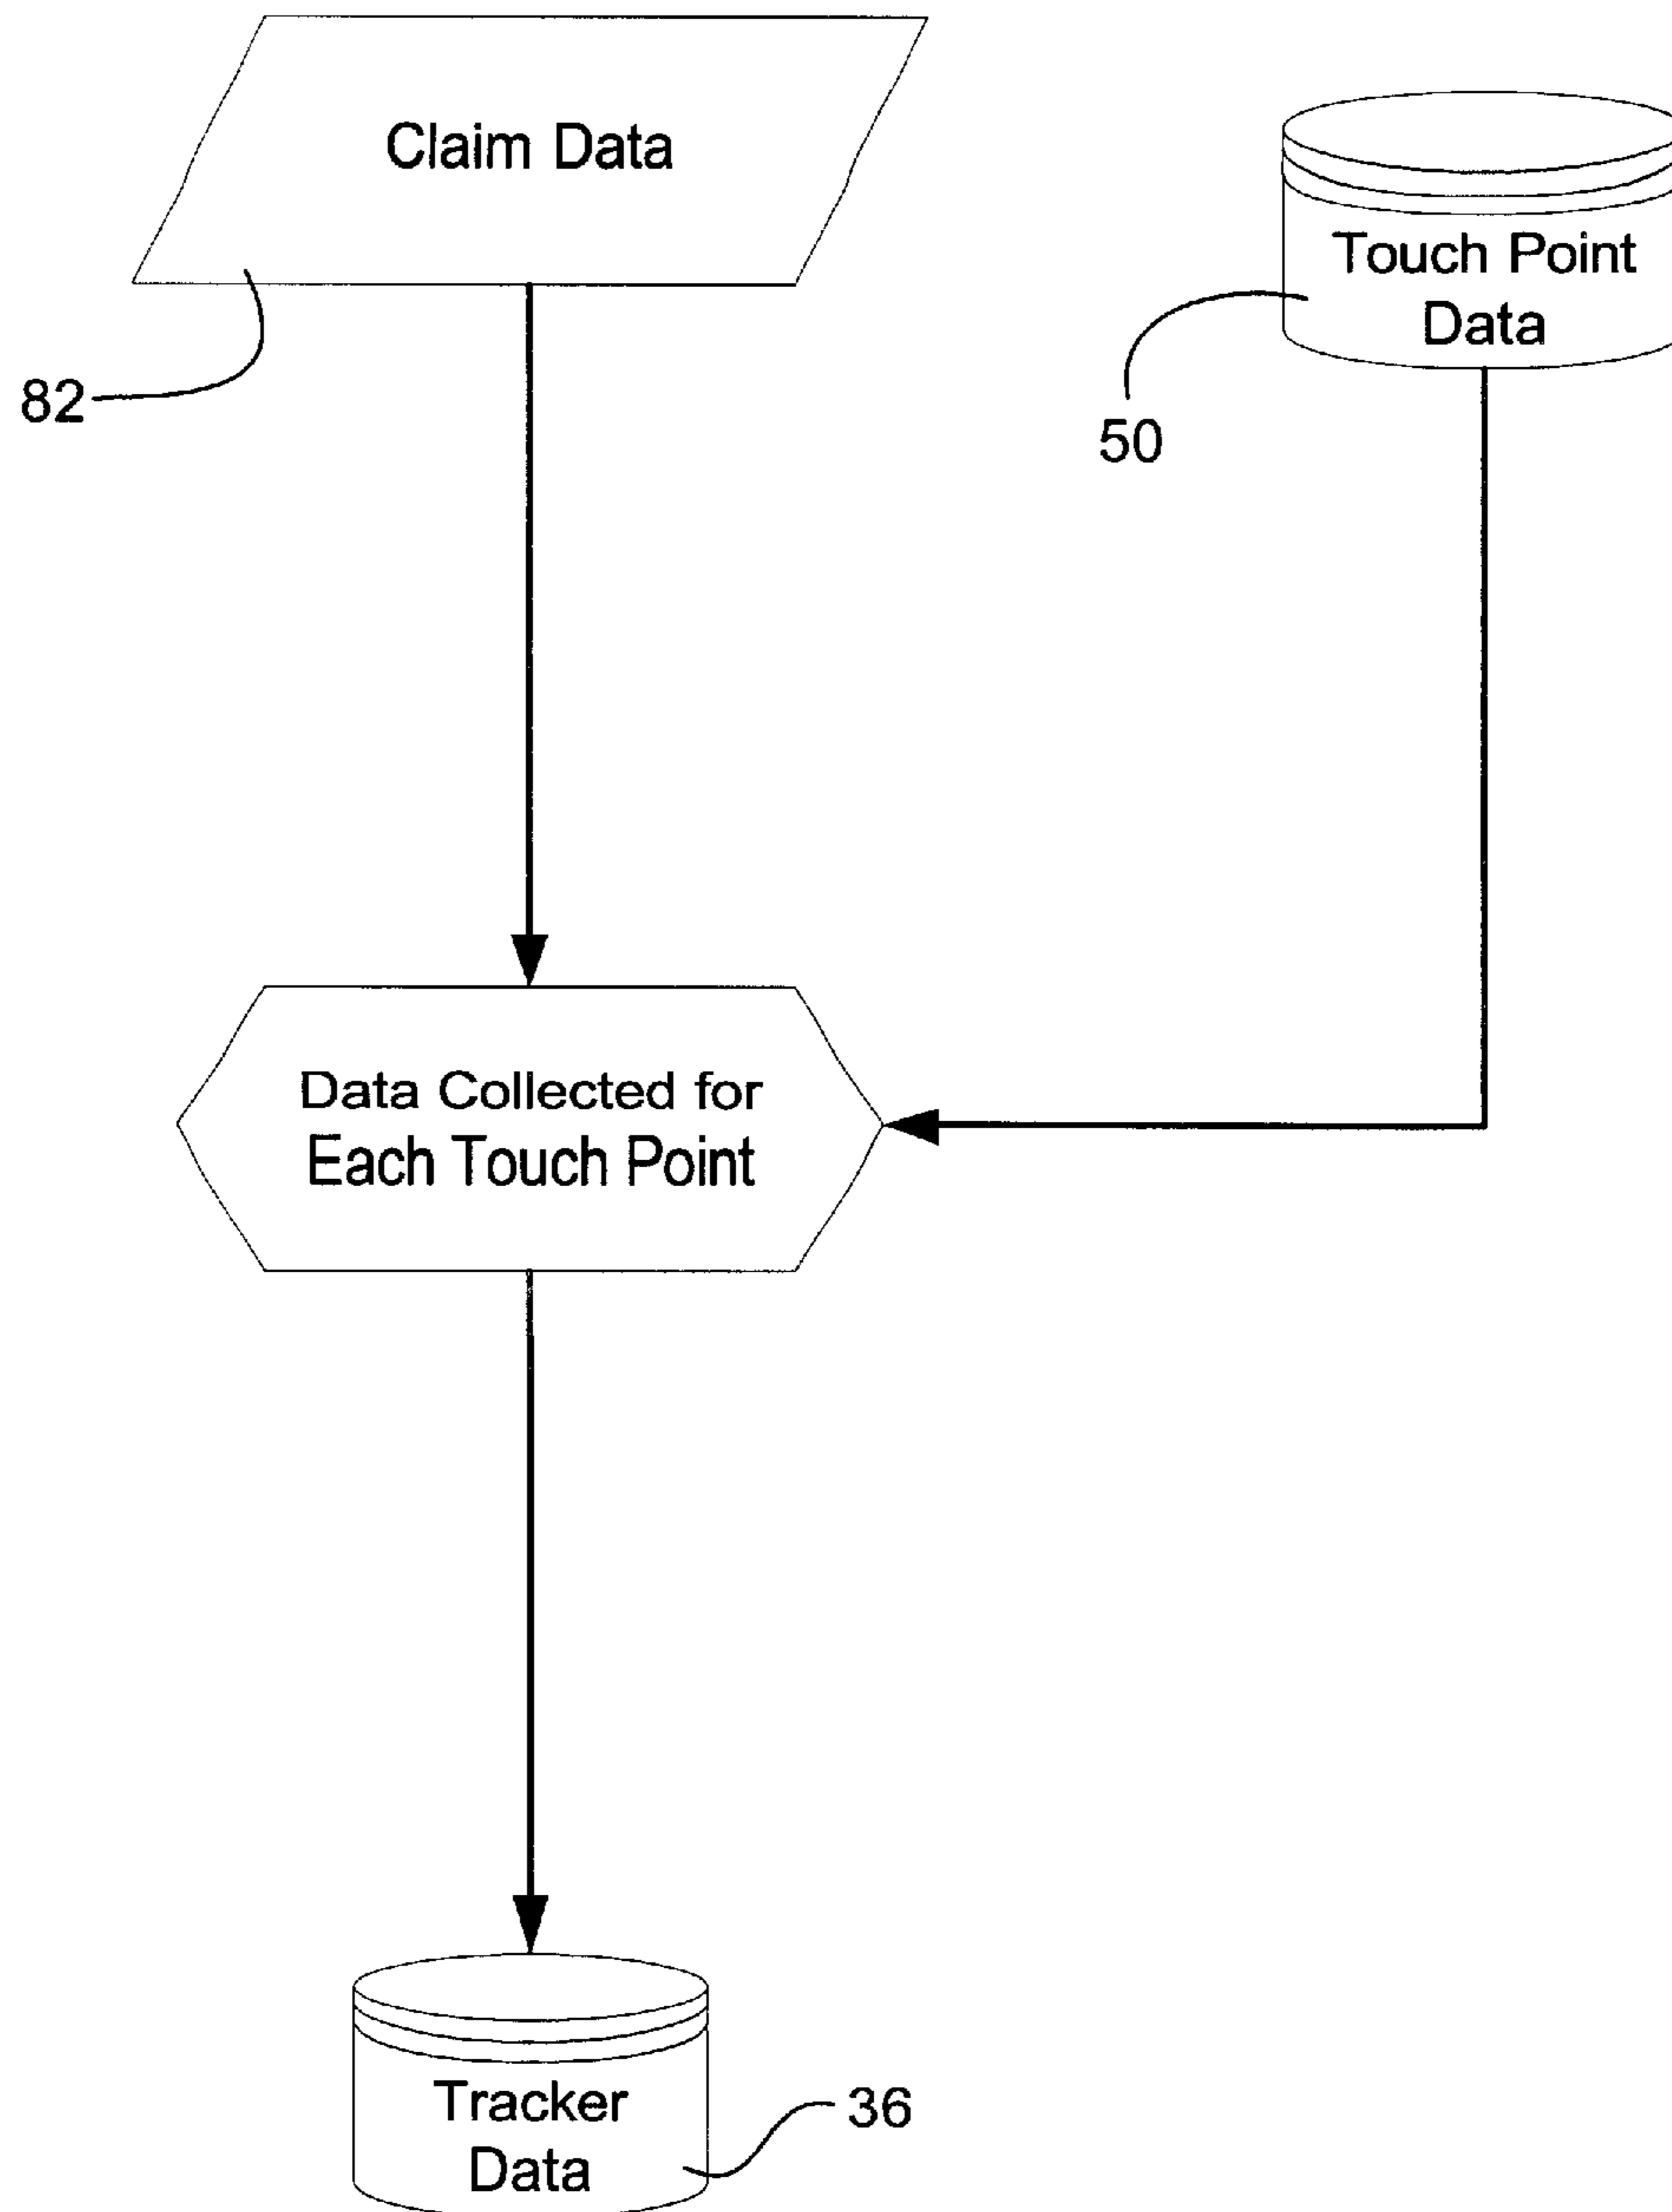 Claim Data
Touch Point
Data
82
50
Data Collected for
Each Touch Point
Tracker
Data
36